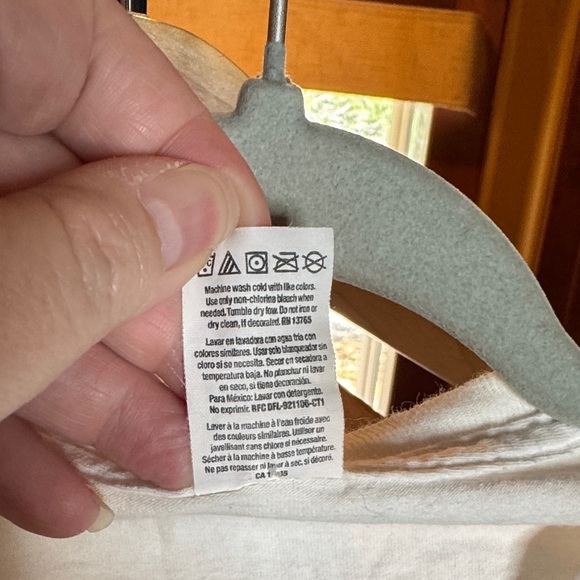 Machine wash cold with like colors.
Use only non-chlorine bleach when
needed. Tumble dry low. Do not iron or
dry clean, if decorated. RN 13765
Lavar en lavadora con agua fría con
colores similares. Usar solo blanqueador sin
cloro si se necesita. Secar en secadora a
temperatura baja. No planchar ni lavar
en seco, si tiene decoración.
Para México: Lavar con detergente.
No exprimir. RFC DFL-921106-CT1
Laver à la machine à l'eau froide avec
des couleurs similaires. Utiliser un
javellisant sans chlore si nécessaire.
Sécher à la machine à basse température.
Ne pas repasser ni laver à sec, si décoré.
CA